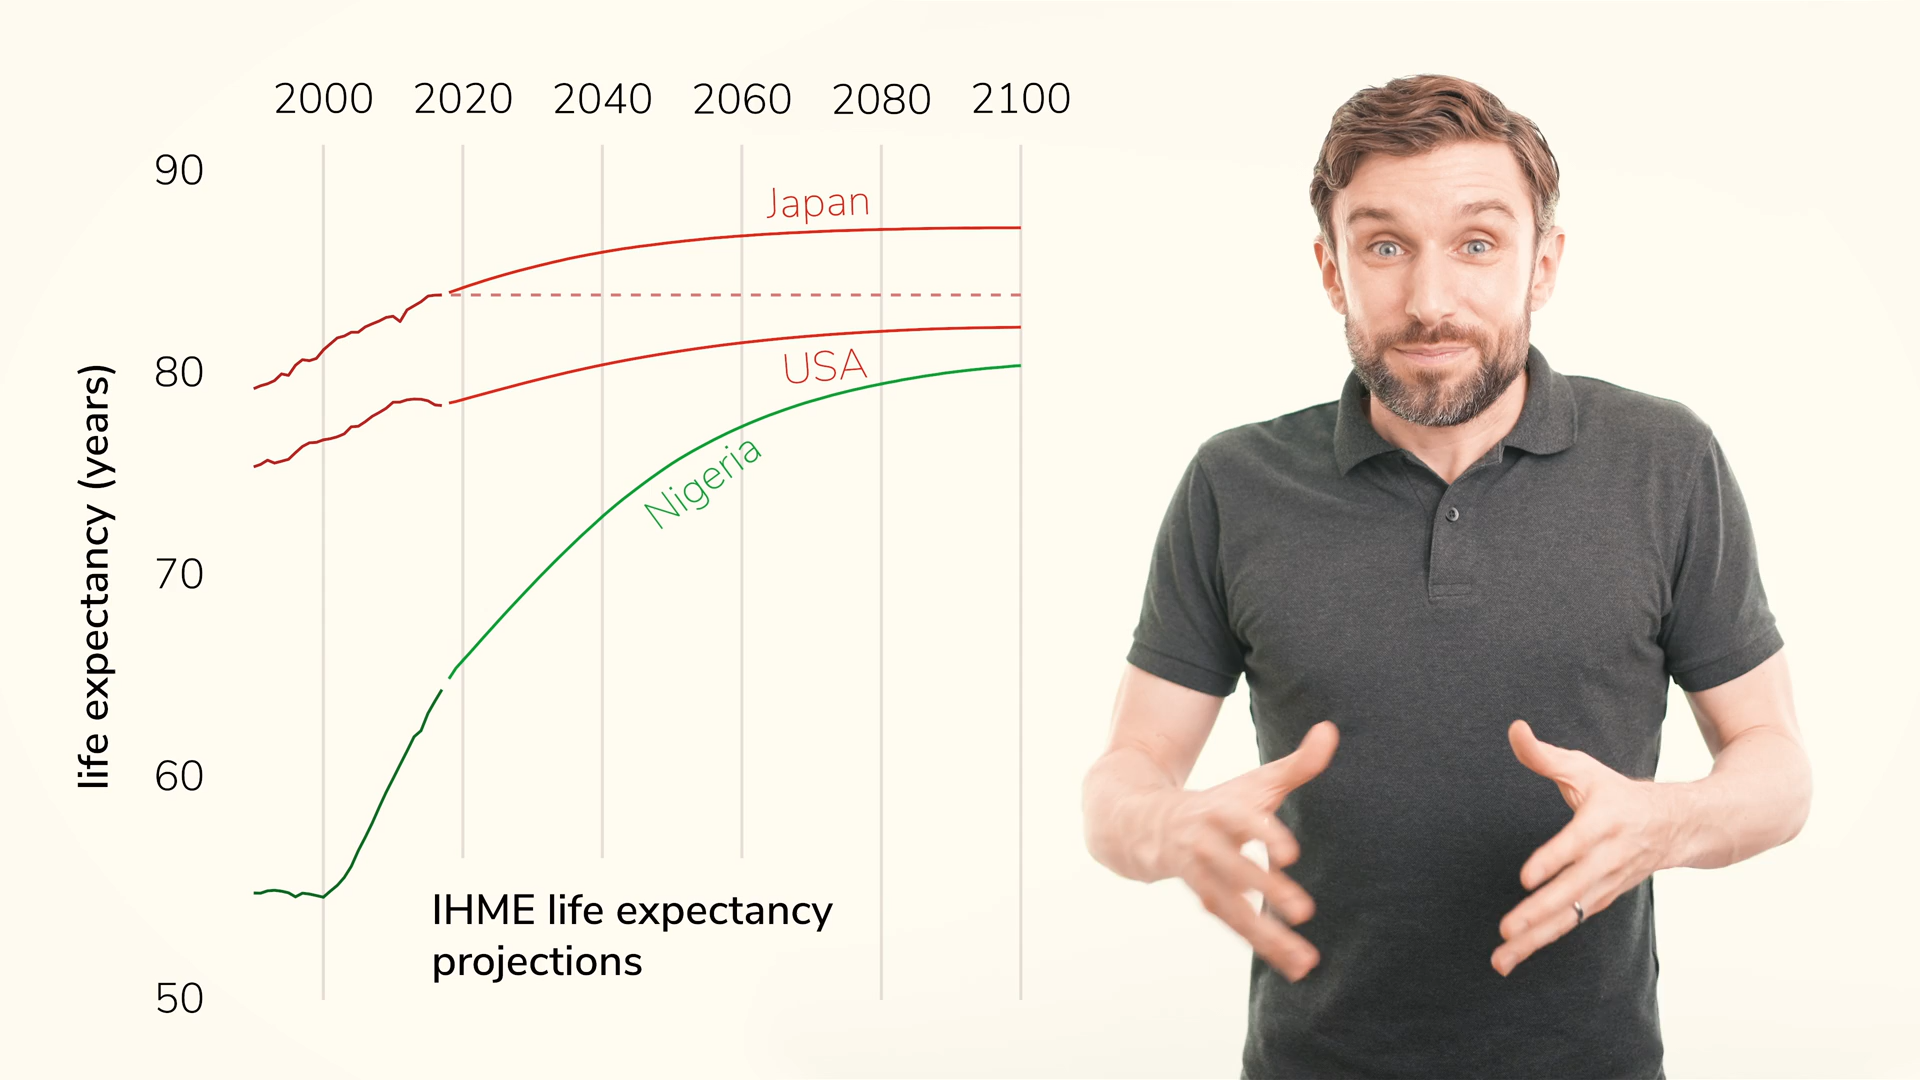 2000 2020 2040 2060 2080 2100
90
Japan
80
USA
Nigeria
70
60
50
life expectancy (years)
IHME life expectancy
projections